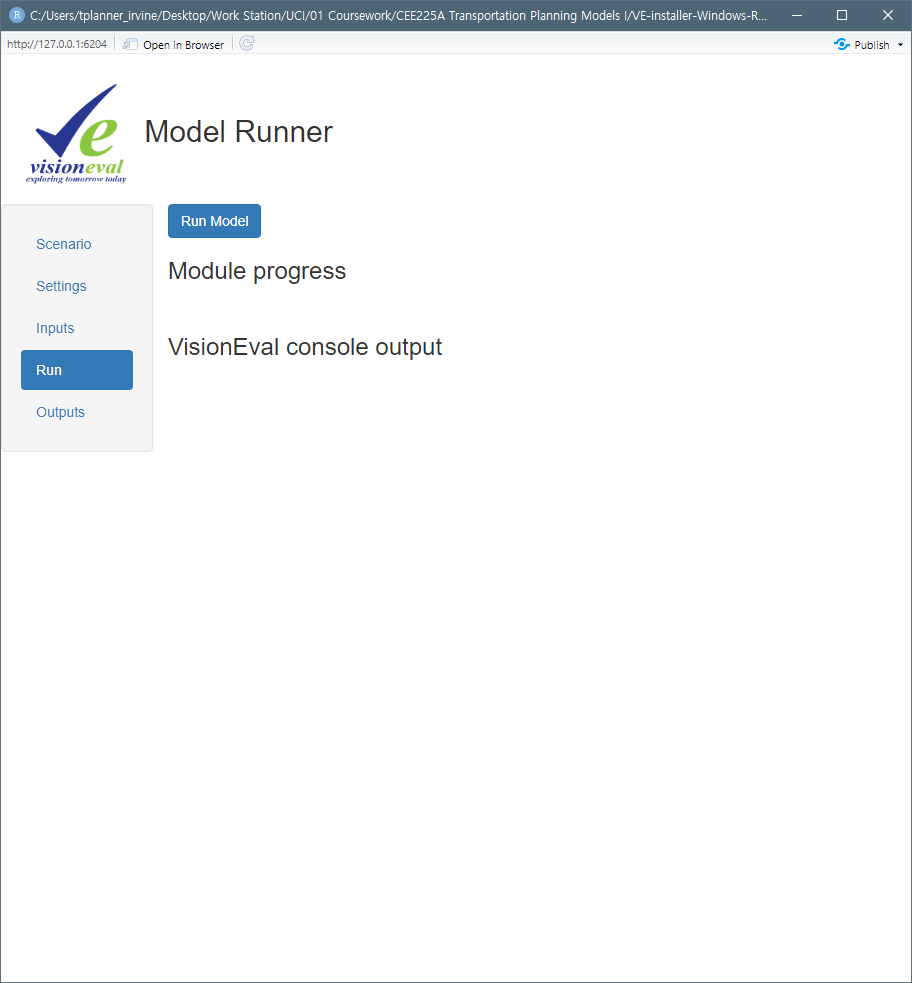 C:/Users/tplanner_irvine/Desktop/Work Station/UCI/01 Coursework/CEE225A Transportation Planning Models I/VE-installer-Windows-R...
http://127.0.0.1:6204 Open in Browser Publish
visioneval
exploring tomorrow today
Model Runner
Scenario
Settings
Inputs
Run
Outputs
Run Model
Module progress
VisionEval console output